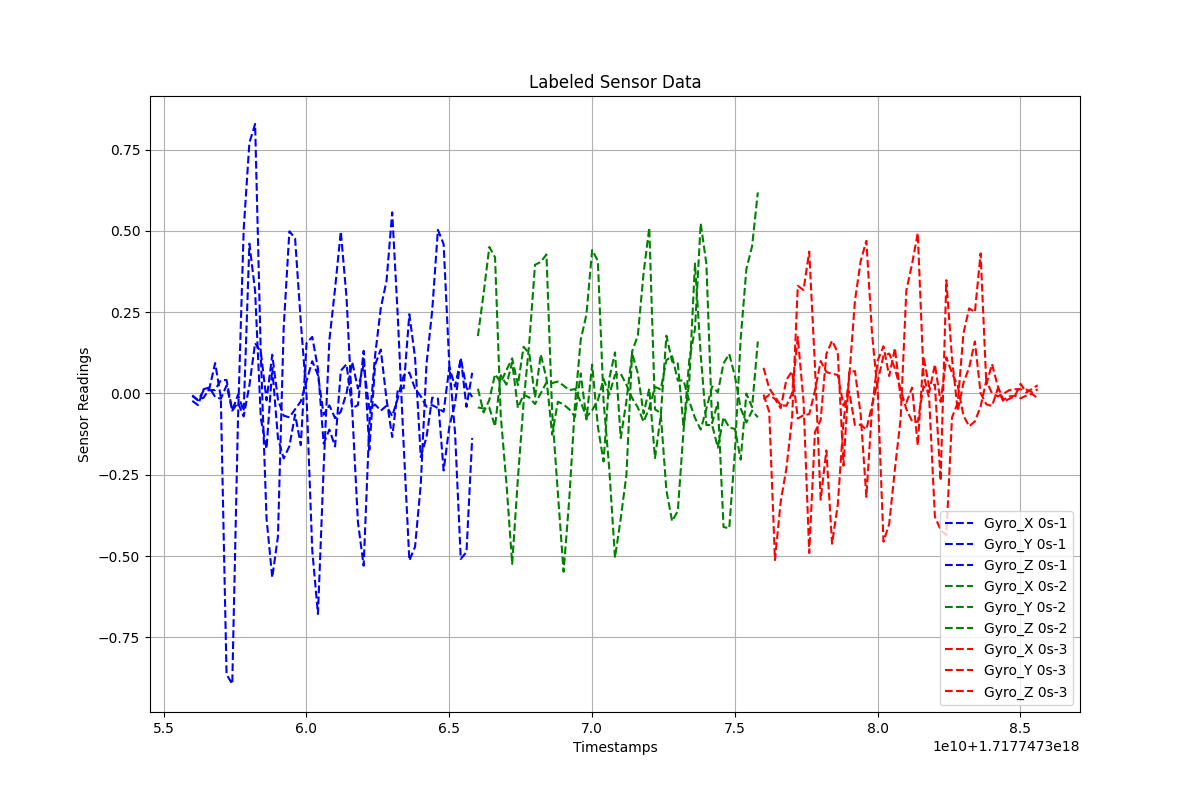 Labeled Sensor Data
Sensor Readings
0.75
0.50
0.25
0.00
−0.25
−0.50
−0.75
Gyro_X 0s-1
Gyro_Y 0s-1
Gyro_Z 0s-1
Gyro_X 0s-2
Gyro_Y 0s-2
Gyro_Z 0s-2
Gyro_X 0s-3
Gyro_Y 0s-3
Gyro_Z 0s-3
5.5 6.0 6.5 7.0 7.5 8.0 8.5
Timestamps
1e10+1.7177473e18